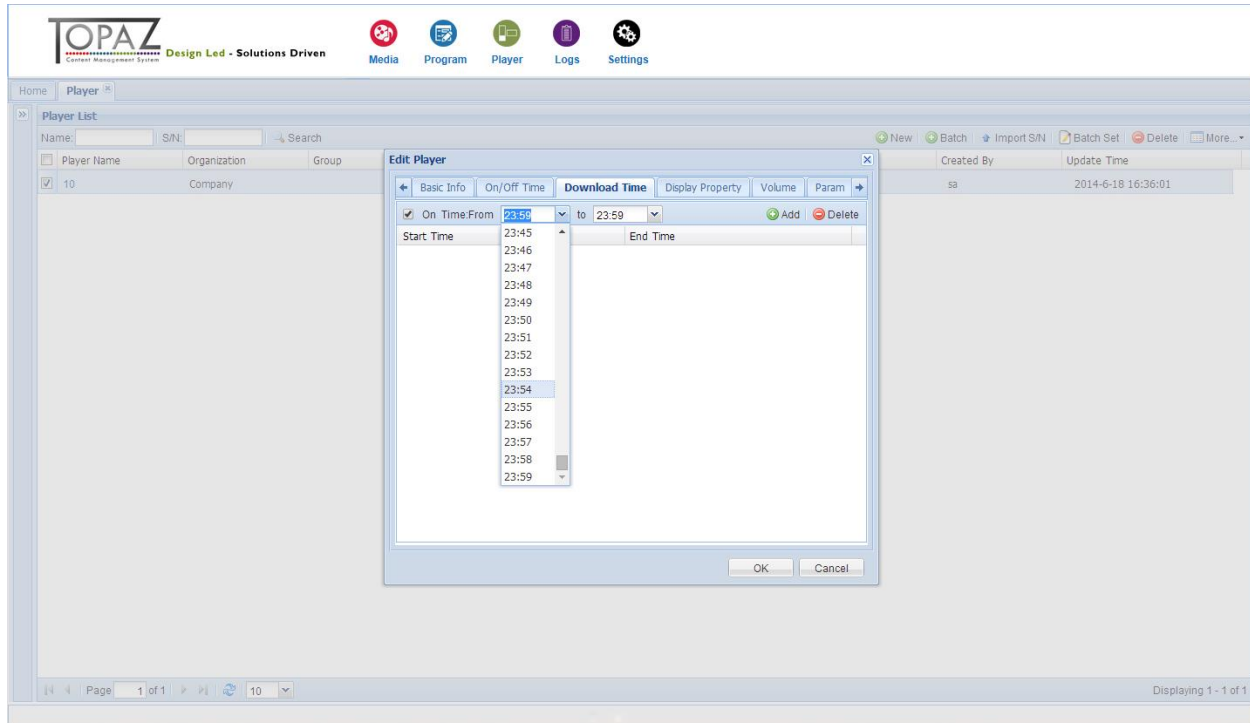 TOPAZ
Content Management System
Design Led - Solutions Driven
Media Program Player Logs Settings
Home Player
Player List
Name: S/N: Search New Batch Import S/N Batch Set Delete More...
Player Name Organization Group Created By Update Time
10 Company sa 2014-6-18 16:36:01
Edit Player
Basic Info On/Off Time Download Time Display Property Volume Param
On Time:From 23:59 to 23:59 Add Delete
Start Time End Time
23:45
23:46
23:47
23:48
23:49
23:50
23:51
23:52
23:53
23:54
23:55
23:56
23:57
23:58
23:59
OK Cancel
Page 1 of 1 10 Displaying 1 - 1 of 1